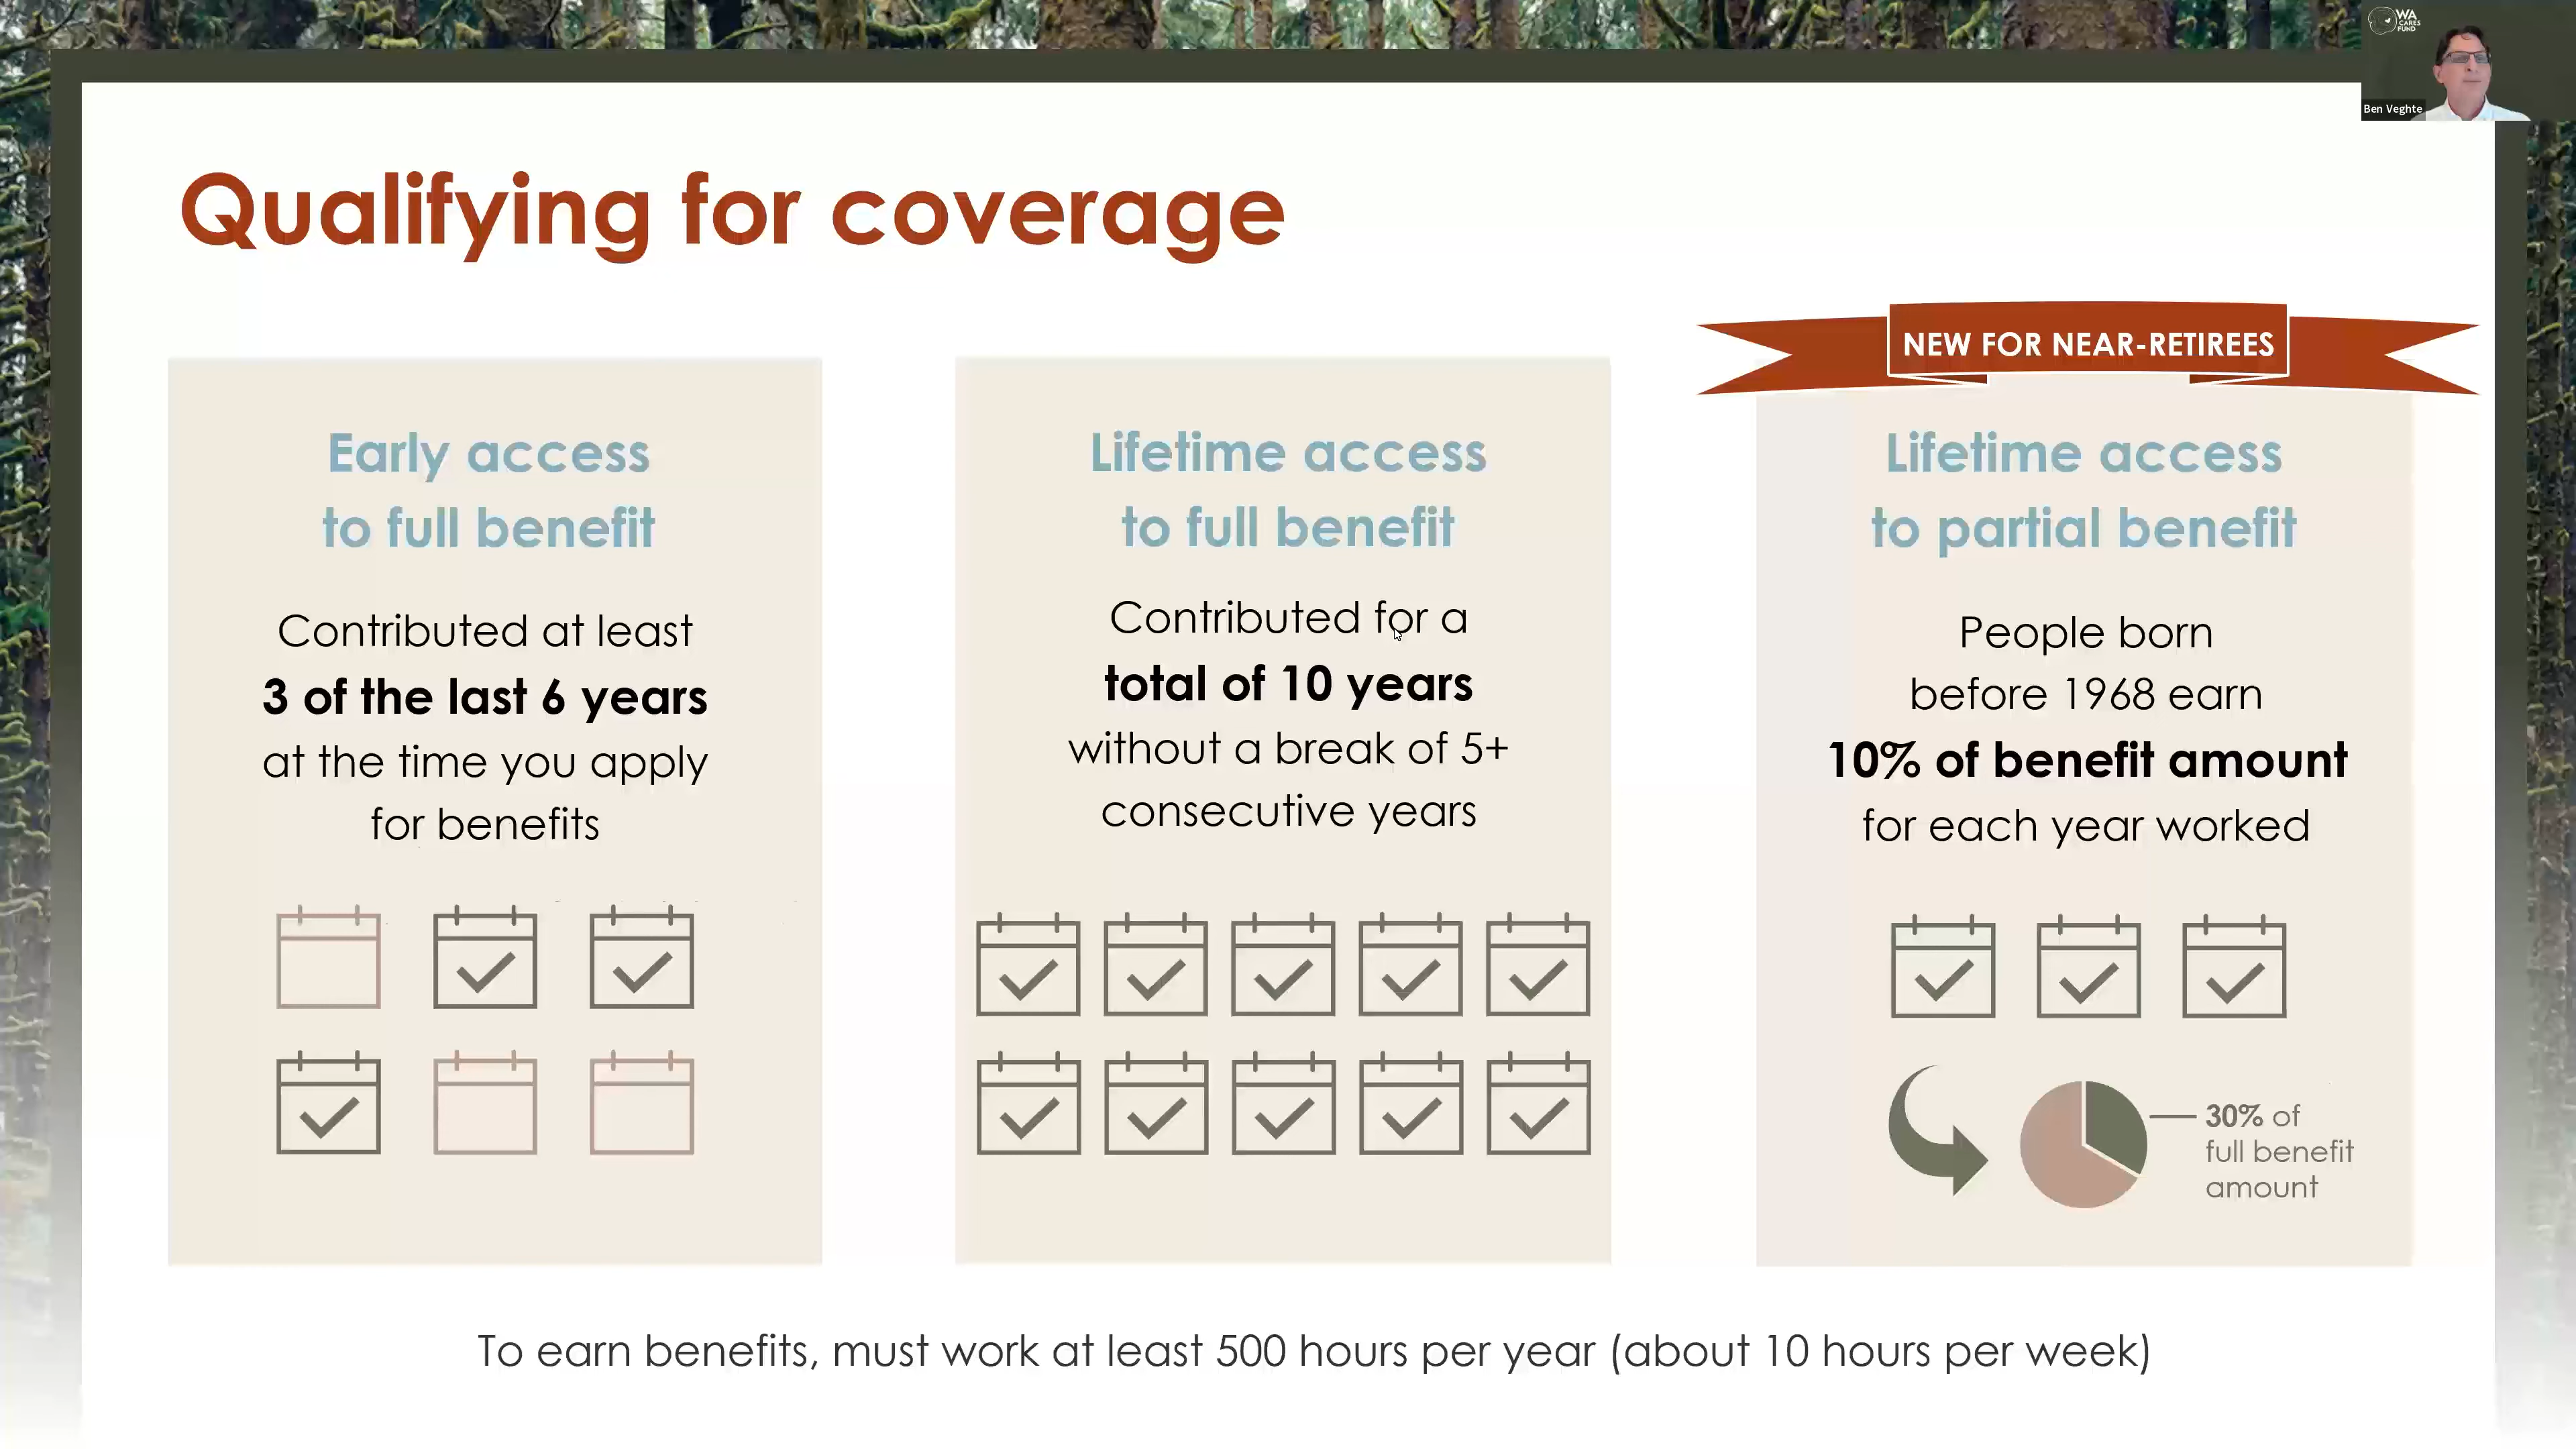 WA
CARES
FUND
Ben Veghte
Qualifying for coverage
Early access
to full benefit
Contributed at least
3 of the last 6 years
at the time you apply
for benefits
Lifetime access
to full benefit
Contributed for a
total of 10 years
without a break of 5+
consecutive years
NEW FOR NEAR-RETIREES
Lifetime access
to partial benefit
People born
before 1968 earn
10% of benefit amount
for each year worked
30% of
full benefit
amount
To earn benefits, must work at least 500 hours per year (about 10 hours per week)